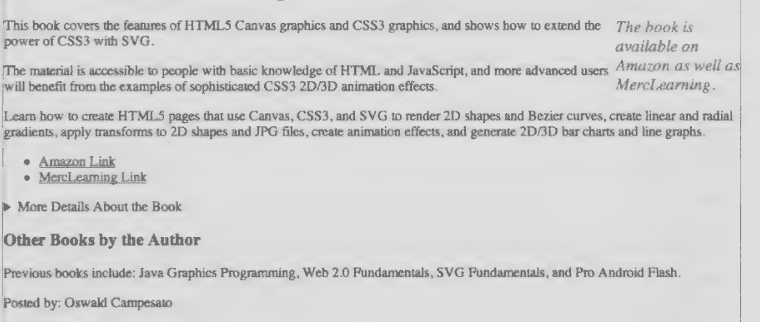 This book covers the features of HTML5 Canvas graphics and CSS3 graphics, and shows how to extend the
power of CSS3 with SVG.
The book is
available on
Amazon as well as
MercLearning.
The material is accessible to people with basic knowledge of HTML and JavaScript, and more advanced users
will benefit from the examples of sophisticated CSS3 2D/3D animation effects.
Learn how to create HTML5 pages that use Canvas, CSS3, and SVG to render 2D shapes and Bezier curves, create linear and radial
gradients, apply transforms to 2D shapes and JPG files, create animation effects, and generate 2D/3D bar charts and line graphs.
• Amazon Link
• MercLearning Link
▶ More Details About the Book
Other Books by the Author
Previous books include: Java Graphics Programming, Web 2.0 Fundamentals, SVG Fundamentals, and Pro Android Flash.
Posted by: Oswald Campesato